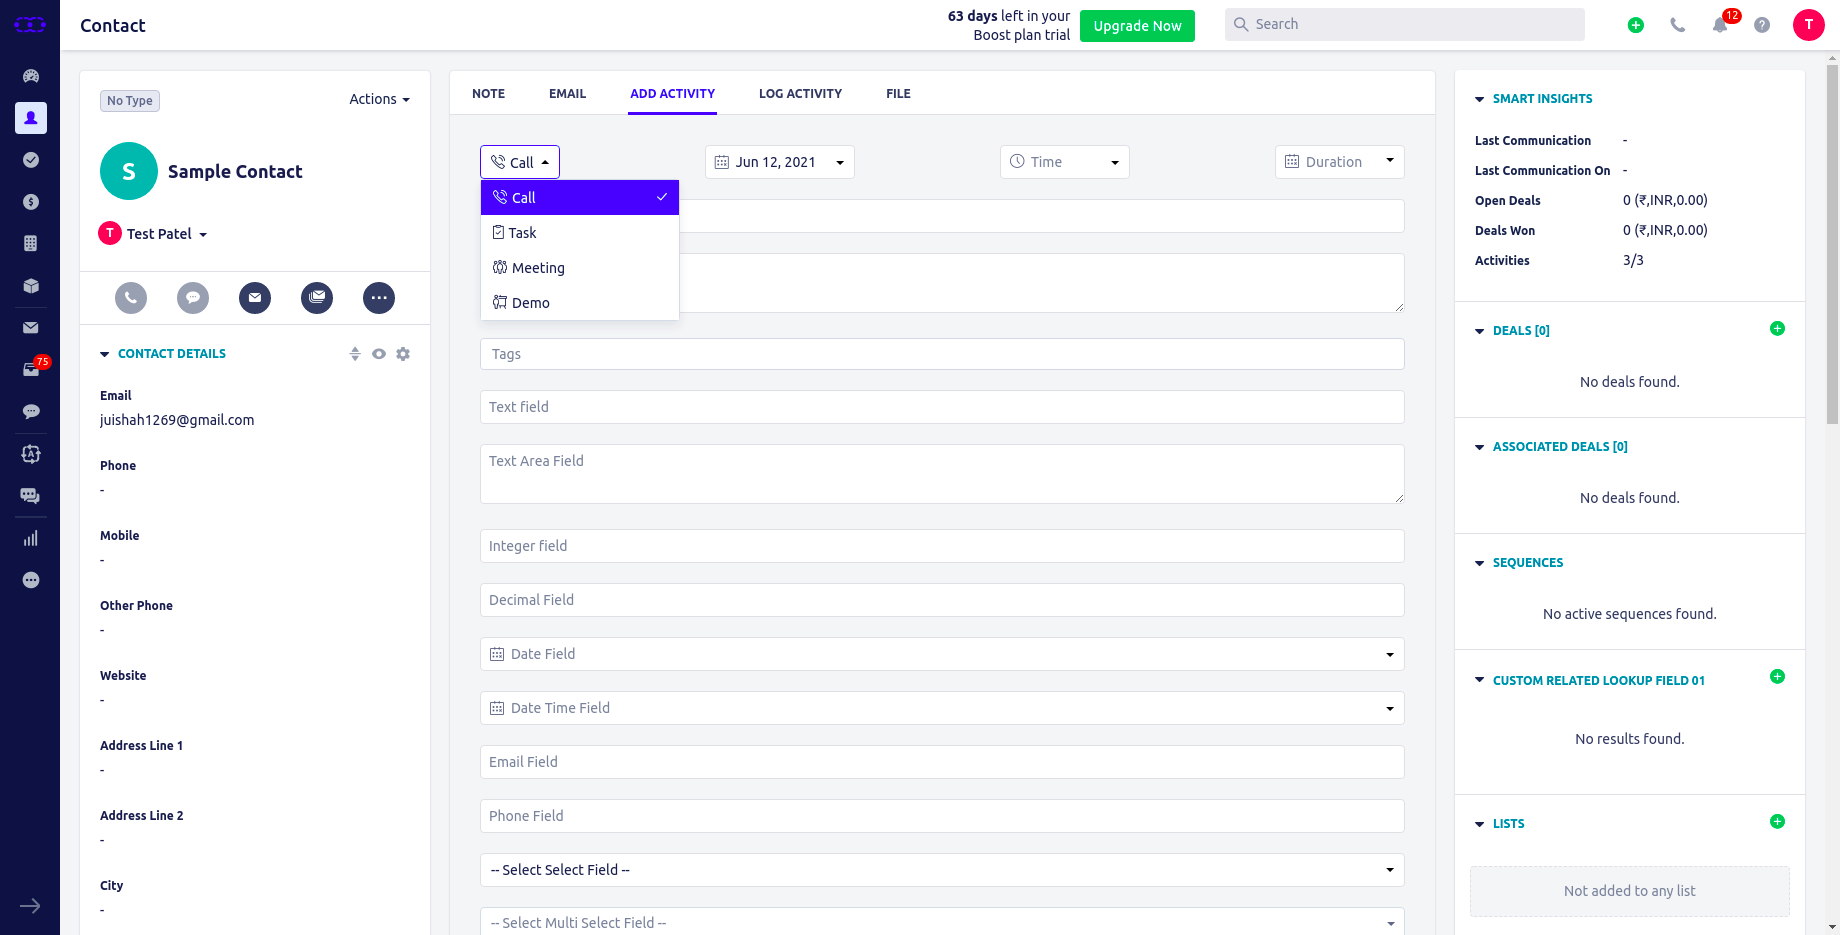 Contact
63 days left in your
Boost plan trial
Upgrade Now
Search
12
?
T
75
No Type
Actions
S
Sample Contact
T
Test Patel
CONTACT DETAILS
Email
juishah1269@gmail.com
Phone
-
Mobile
-
Other Phone
-
Website
-
Address Line 1
-
Address Line 2
-
City
-
NOTE
EMAIL
ADD ACTIVITY
LOG ACTIVITY
FILE
Call
Jun 12, 2021
Time
Duration
Call
Task
Meeting
Demo
Tags
Text field
Text Area Field
Integer field
Decimal Field
Date Field
Date Time Field
Email Field
Phone Field
-- Select Select Field --
-- Select Multi Select Field --
SMART INSIGHTS
Last Communication -
Last Communication On -
Open Deals 0 (₹,INR,0.00)
Deals Won 0 (₹,INR,0.00)
Activities 3/3
DEALS [0]
No deals found.
ASSOCIATED DEALS [0]
No deals found.
SEQUENCES
No active sequences found.
CUSTOM RELATED LOOKUP FIELD 01
No results found.
LISTS
Not added to any list